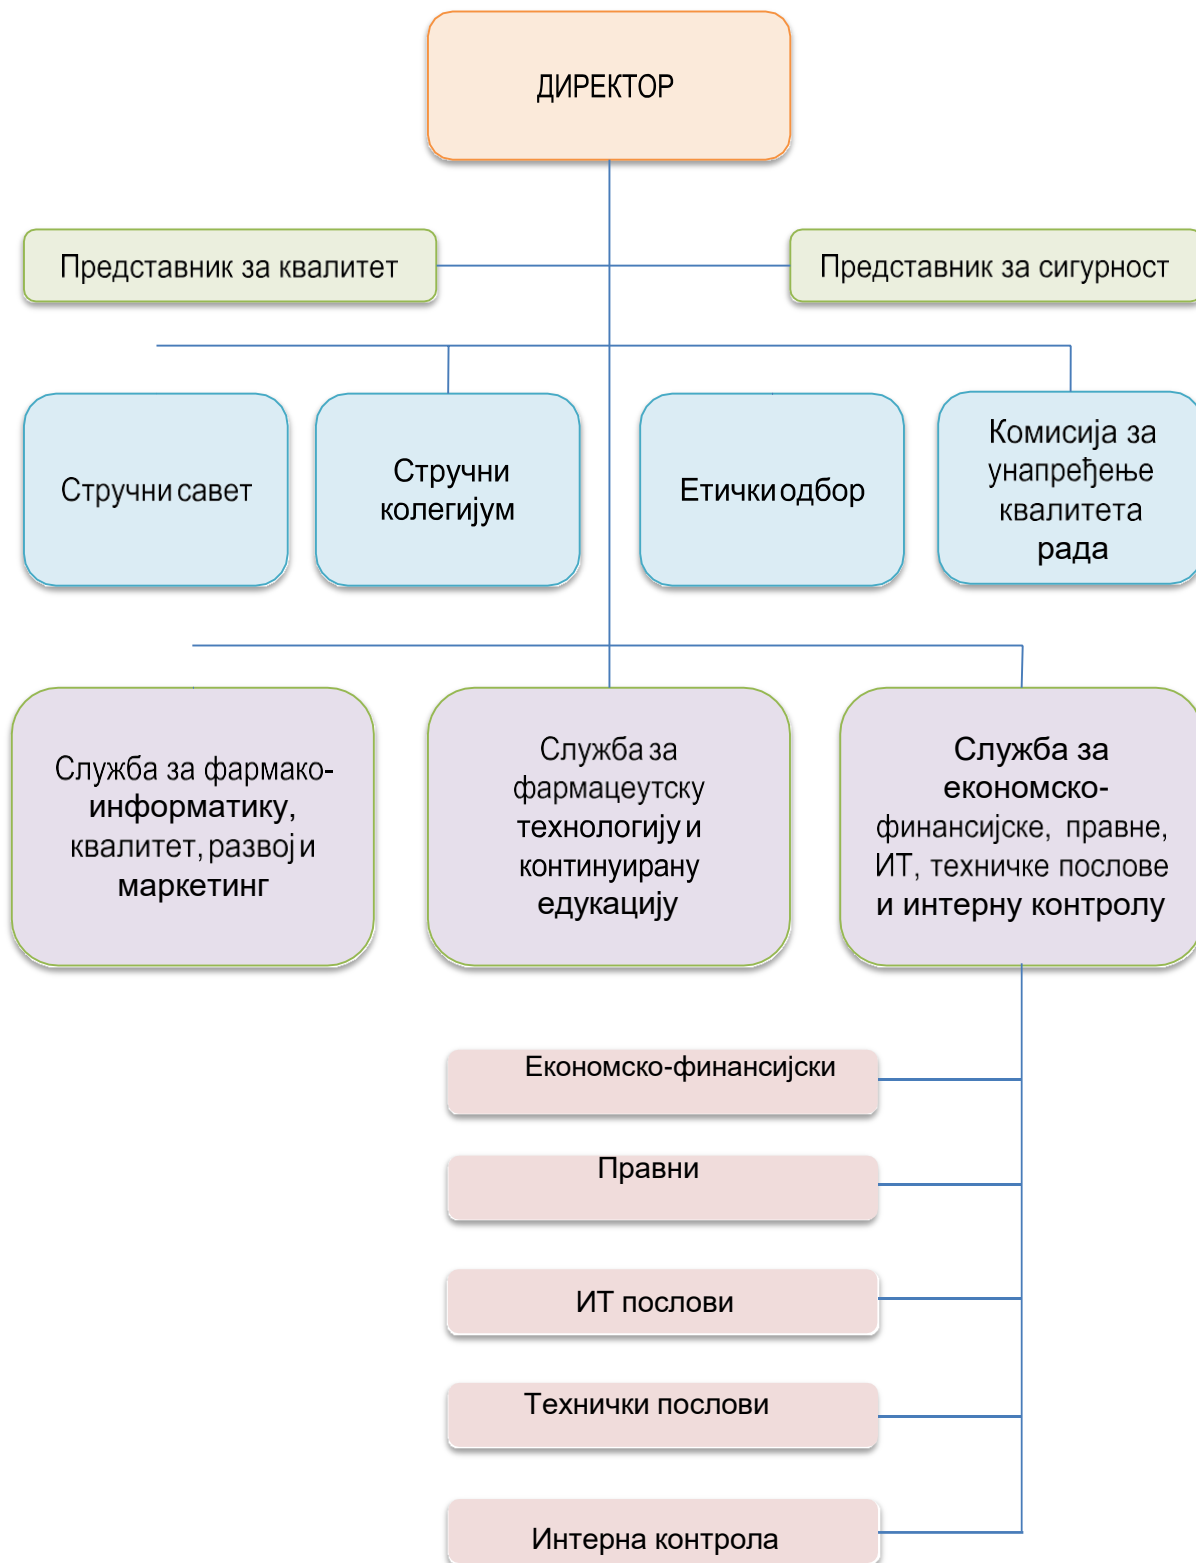 ДИРЕКТОР
Представник за квалитет
Представник за сигурност
Стручни савет
Стручни
колегијум
Етички одбор
Комисија за
унапређење
квалитета
рада
Служба за фармако-
информатику,
квалитет, развој и
маркетинг
Служба за
фармацеутску
технологију и
континуирану
едукацију
Служба за
економско-
финансијске, правне,
ИТ, техничке послове
и интерну контролу
Економско-финансијски
Правни
ИТ послови
Технички послови
Интерна контрола